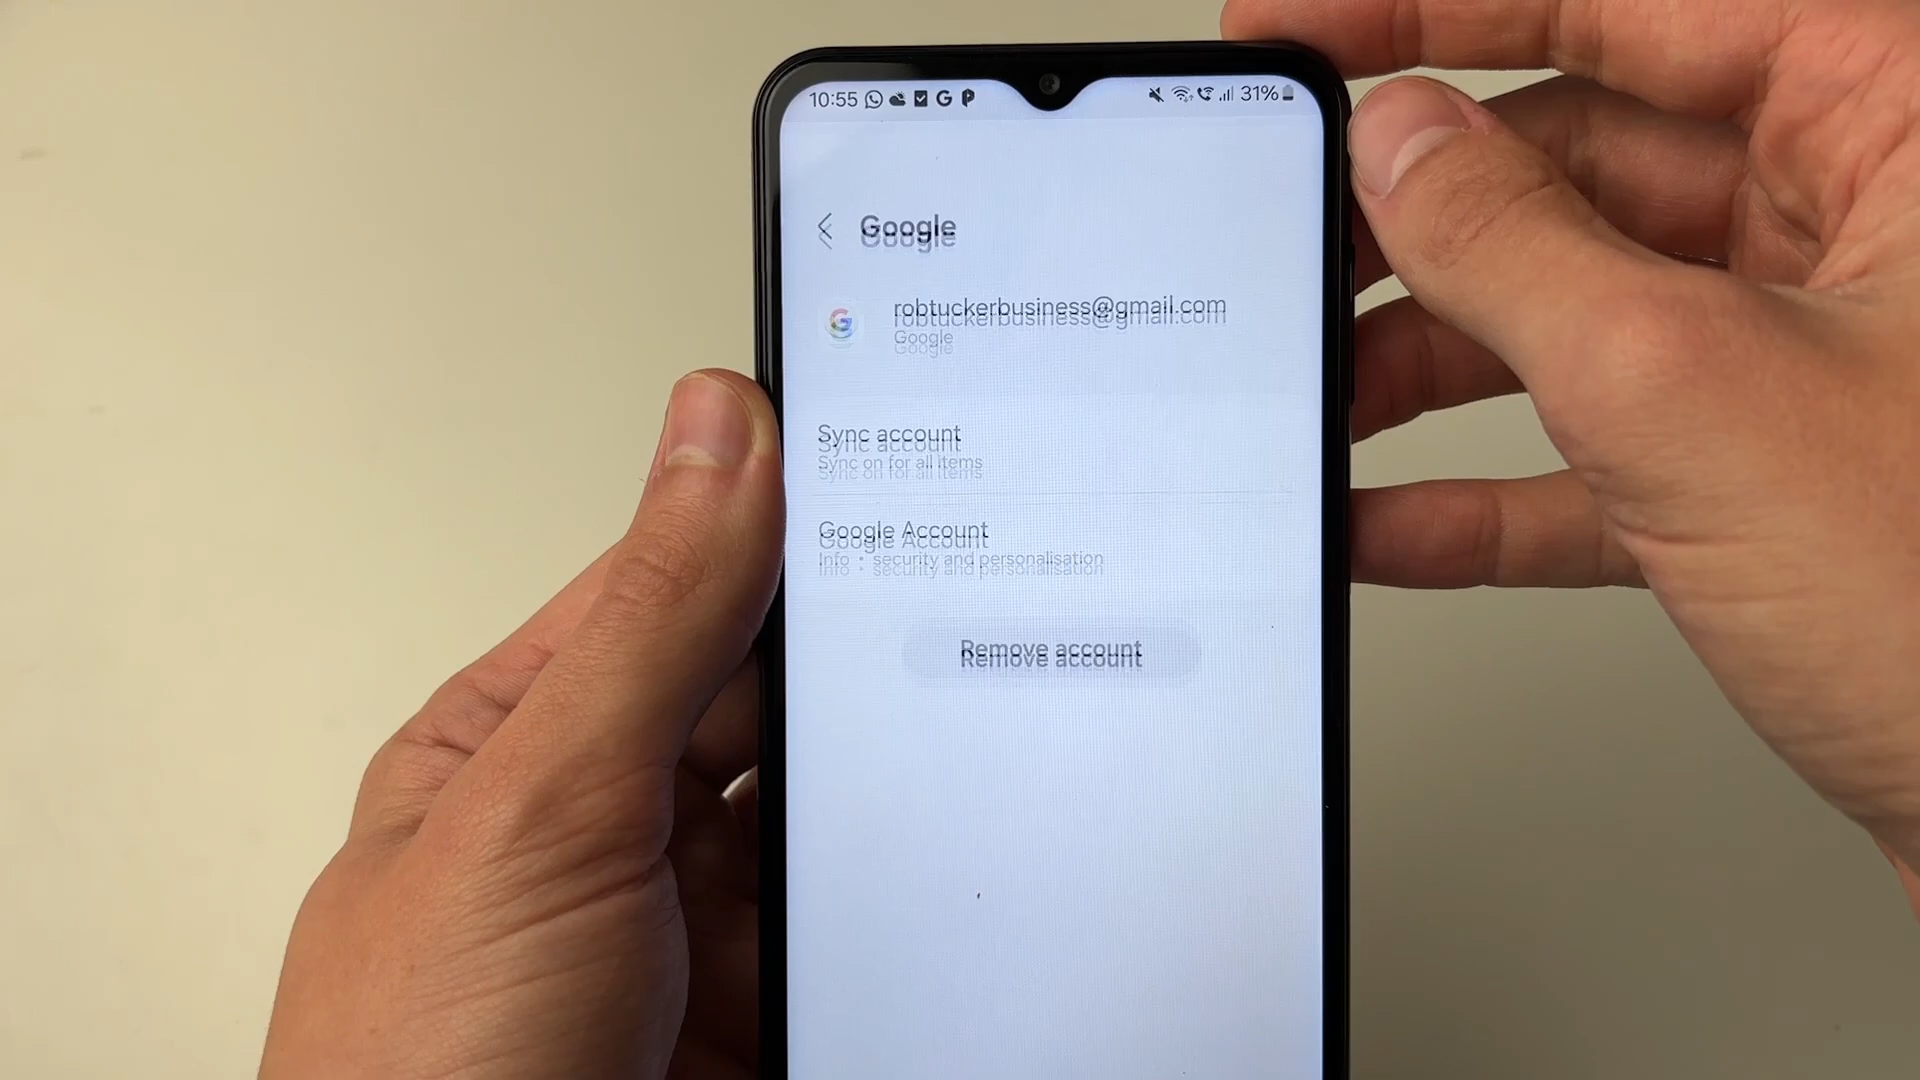 10:55 31%
Google
robtuckerbusiness@gmail.com
Google
Sync account
Sync on for all items
Google Account
Info • security and personalisation
Remove account